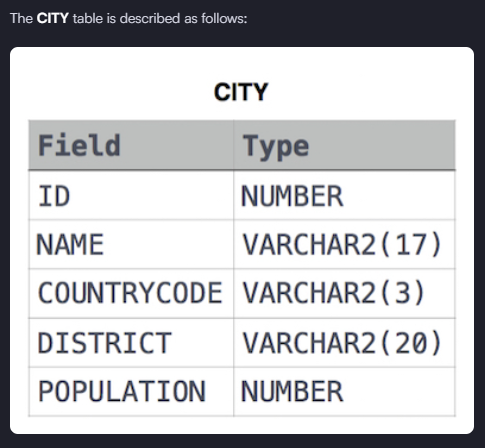 The CITY table is described as follows:
CITY
Field Type
ID NUMBER
NAME VARCHAR2(17)
COUNTRYCODE VARCHAR2(3)
DISTRICT VARCHAR2(20)
POPULATION NUMBER